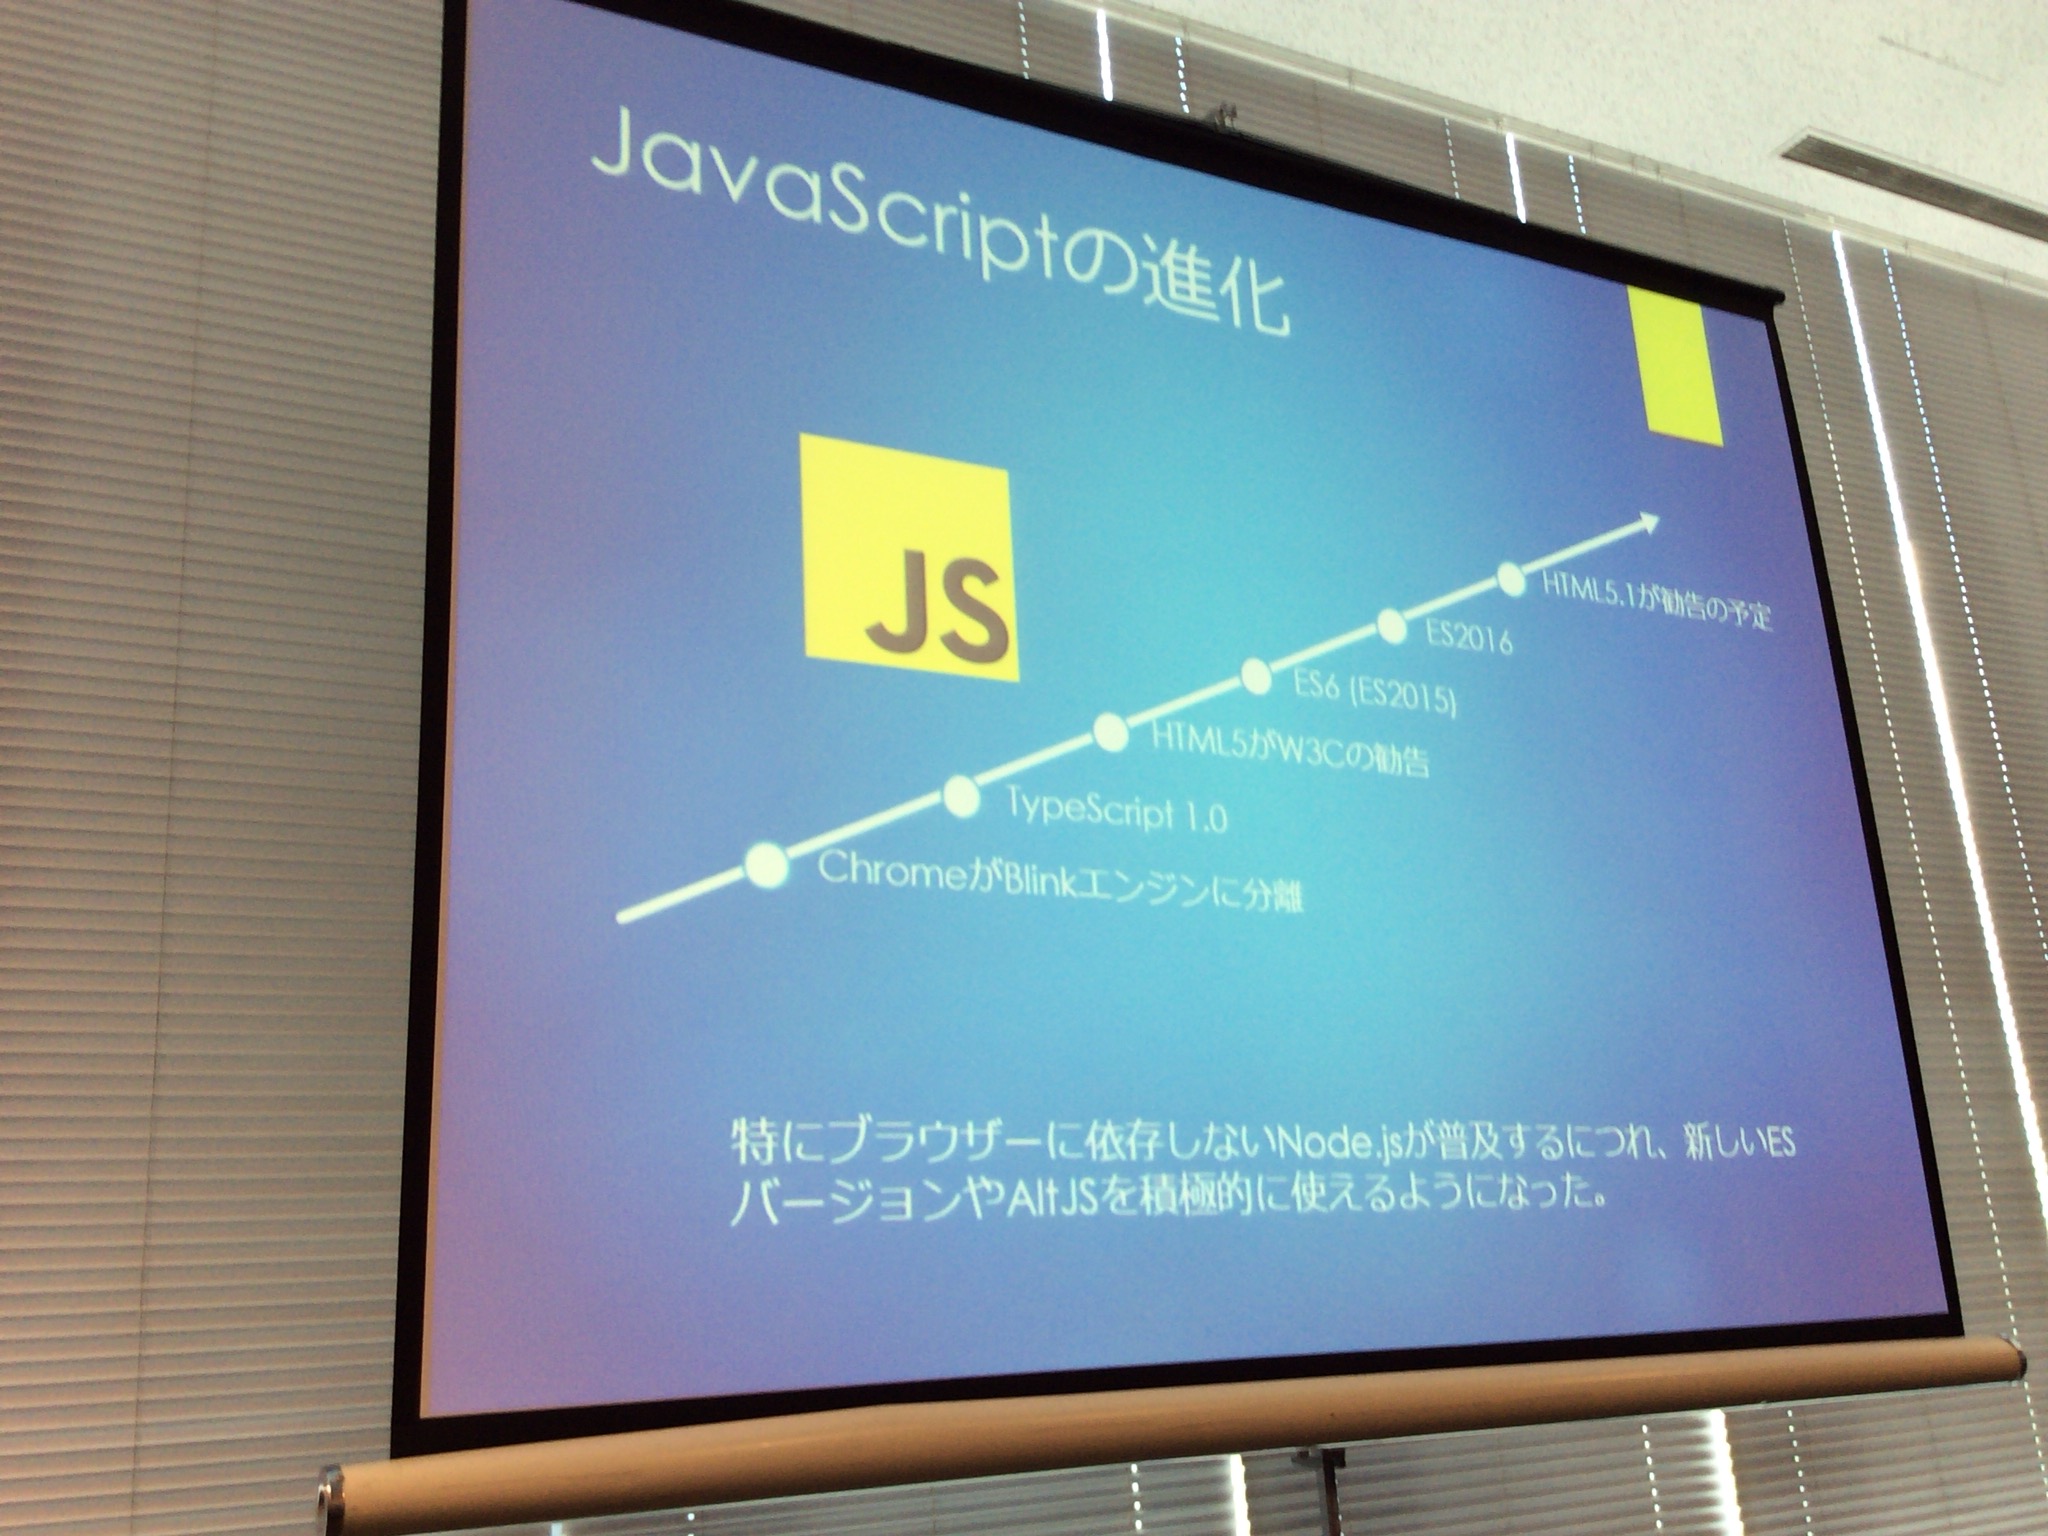 JavaScriptの進化
JS
HTML5.1が勧告の予定
ES2016
ES6 (ES2015)
HTML5がW3Cの勧告
TypeScript 1.0
ChromeがBlinkエンジンに分離
特にブラウザーに依存しないNode.jsが普及するにつれ、新しいES
バージョンやAltJSを積極的に使えるようになった。